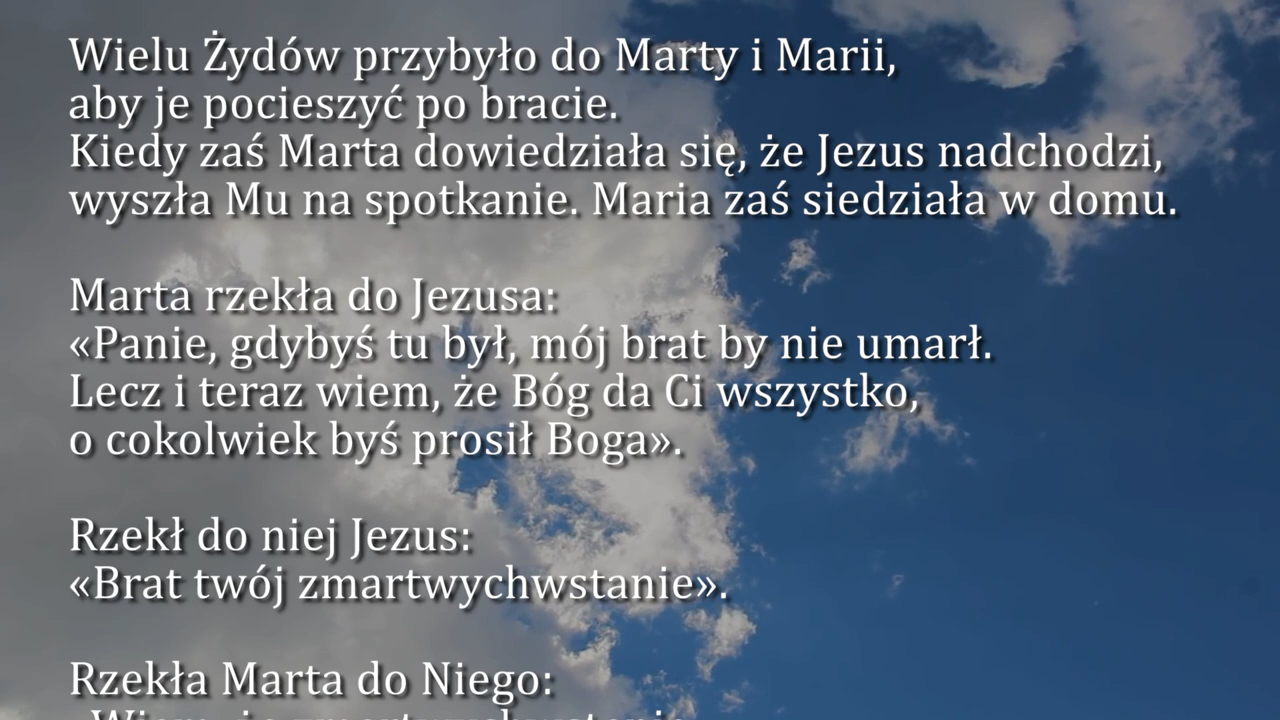 Wielu Żydów przybyło do Marty i Marii,
aby je pocieszyć po bracie.
Kiedy zaś Marta dowiedziała się, że Jezus nadchodzi,
wyszła Mu na spotkanie. Maria zaś siedziała w domu.
Marta rzekła do Jezusa:
«Panie, gdybyś tu był, mój brat by nie umarł.
Lecz i teraz wiem, że Bóg da Ci wszystko,
o cokolwiek byś prosił Boga».
Rzekł do niej Jezus:
«Brat twój zmartwychwstanie».
Rzekła Marta do Niego: